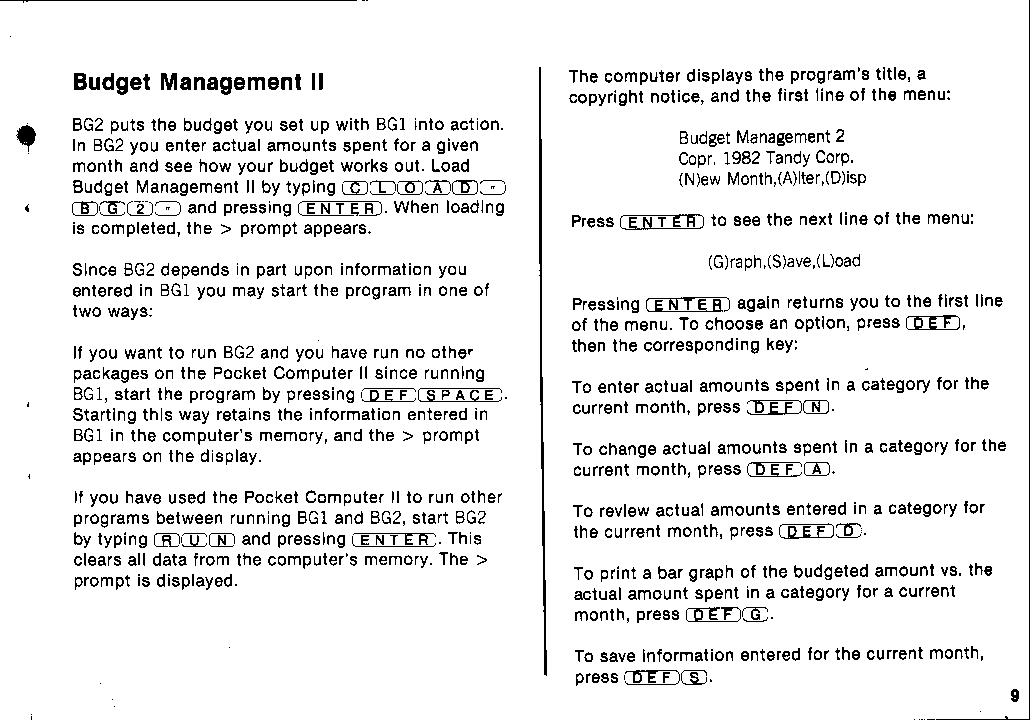 Budget Management II
BG2 puts the budget you set up with BG1 into action.
In BG2 you enter actual amounts spent for a given
month and see how your budget works out. Load
Budget Management II by typing (C)(L)(O)(A)(D)(")
(B)(G)(2)(") and pressing (ENTER). When loading
is completed, the > prompt appears.
Since BG2 depends in part upon information you
entered in BG1 you may start the program in one of
two ways:
If you want to run BG2 and you have run no other
packages on the Pocket Computer II since running
BG1, start the program by pressing (DEF)(SPACE).
Starting this way retains the information entered in
BG1 in the computer's memory, and the > prompt
appears on the display.
If you have used the Pocket Computer II to run other
programs between running BG1 and BG2, start BG2
by typing (R)(U)(N) and pressing (ENTER). This
clears all data from the computer's memory. The >
prompt is displayed.
The computer displays the program's title, a
copyright notice, and the first line of the menu:
Budget Management 2
Copr. 1982 Tandy Corp.
(N)ew Month,(A)lter,(D)isp
Press (ENTER) to see the next line of the menu:
(G)raph,(S)ave,(L)oad
Pressing (ENTER) again returns you to the first line
of the menu. To choose an option, press (DEF),
then the corresponding key:
To enter actual amounts spent in a category for the
current month, press (DEF)(N).
To change actual amounts spent in a category for the
current month, press (DEF)(A).
To review actual amounts entered in a category for
the current month, press (DEF)(D).
To print a bar graph of the budgeted amount vs. the
actual amount spent in a category for a current
month, press (DEF)(G).
To save information entered for the current month,
press (DEF)(S).
9